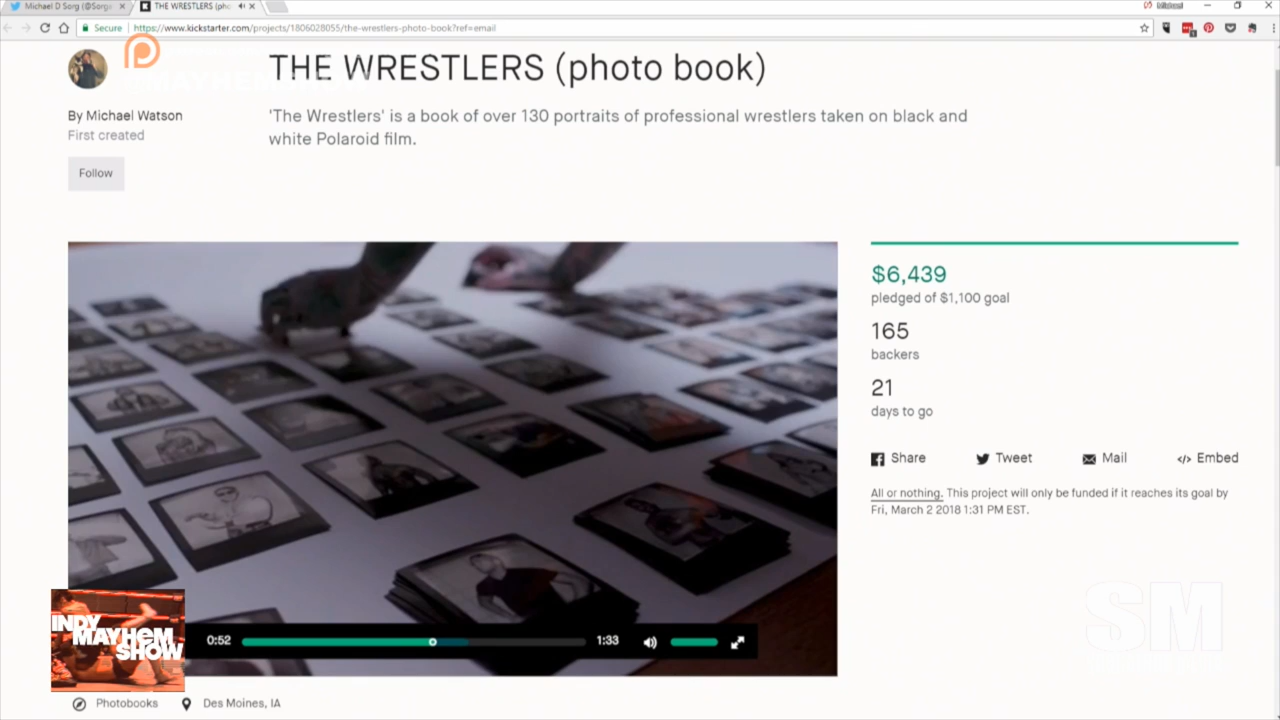 Michael D Sorg (@Sorga
THE WRESTLERS (pho
Michael
Secure
https://www.kickstarter.com/projects/1806028055/the-wrestlers-photo-book?ref=email
THE WRESTLERS (photo book)
MAYHEMSHOW
By Michael Watson
First created
Follow
'The Wrestlers' is a book of over 130 portraits of professional wrestlers taken on black and
white Polaroid film.
$6,439
pledged of $1,100 goal
165
backers
21
days to go
Share
Tweet
Mail
Embed
All or nothing. This project will only be funded if it reaches its goal by
Fri, March 2 2018 1:31 PM EST.
0:52
1:33
INDY
MAYHEM
SHOW
SM
Photobooks
Des Moines, IA